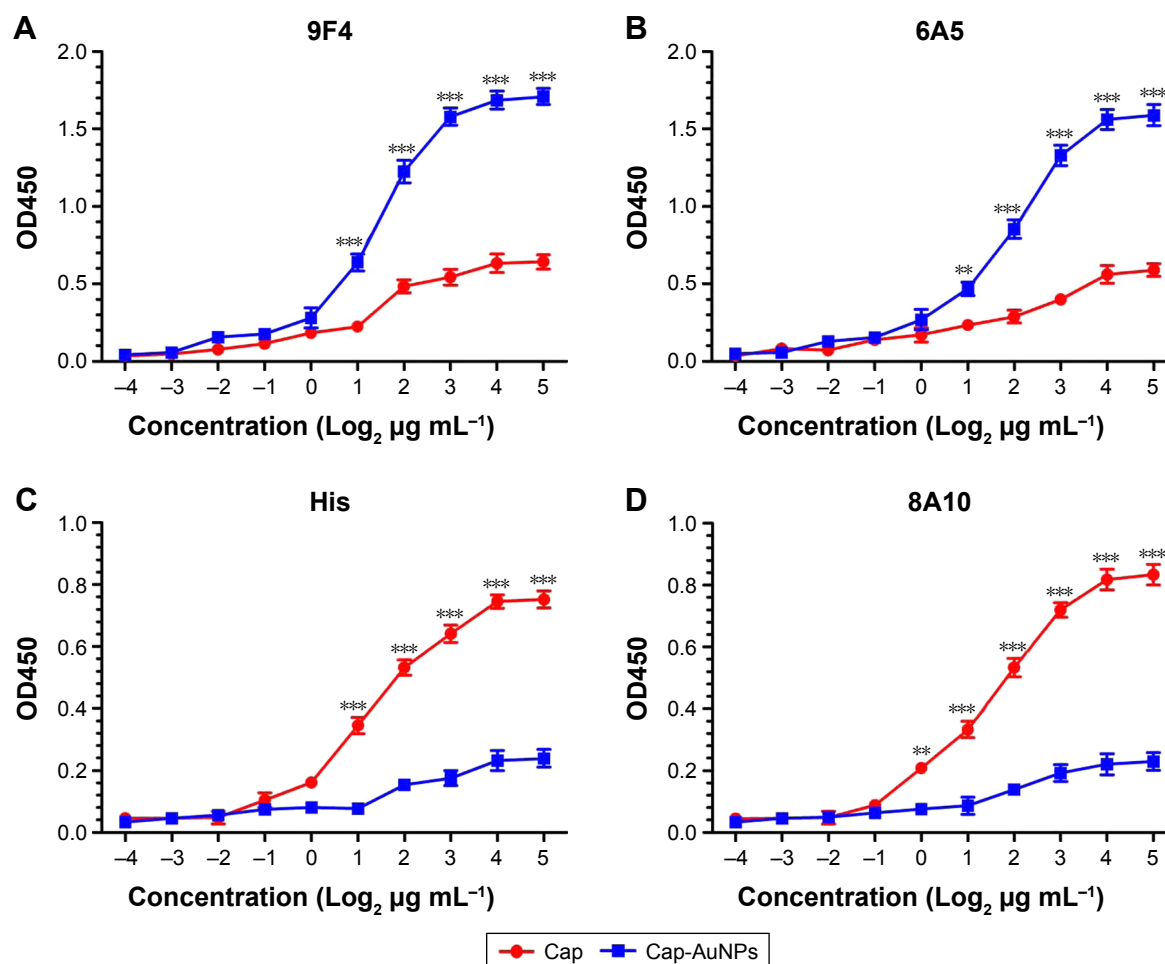 A
9F4
2.0
1.5
1.0
0.5
0.0
OD450
*** *** *** *** ***
–4 –3 –2 –1 0 1 2 3 4 5
Concentration (Log₂ µg mL⁻¹)
B
6A5
2.0
1.5
1.0
0.5
0.0
OD450
** *** *** *** ***
–4 –3 –2 –1 0 1 2 3 4 5
Concentration (Log₂ µg mL⁻¹)
C
His
1.0
0.8
0.6
0.4
0.2
0.0
OD450
*** *** *** *** ***
–4 –3 –2 –1 0 1 2 3 4 5
Concentration (Log₂ µg mL⁻¹)
D
8A10
1.0
0.8
0.6
0.4
0.2
0.0
OD450
** *** *** *** *** ***
–4 –3 –2 –1 0 1 2 3 4 5
Concentration (Log₂ µg mL⁻¹)
Cap Cap-AuNPs